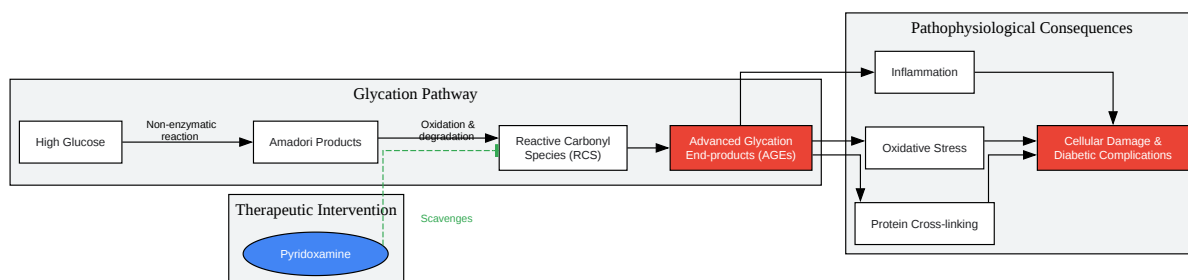 Pathophysiological Consequences
Inflammation
Glycation Pathway
High Glucose
Non-enzymatic
reaction
Amadori Products
Oxidation &
degradation
Reactive Carbonyl
Species (RCS)
Advanced Glycation
End-products (AGEs)
Oxidative Stress
Cellular Damage &
Diabetic Complications
Protein Cross-linking
Therapeutic Intervention
Scavenges
Pyridoxamine